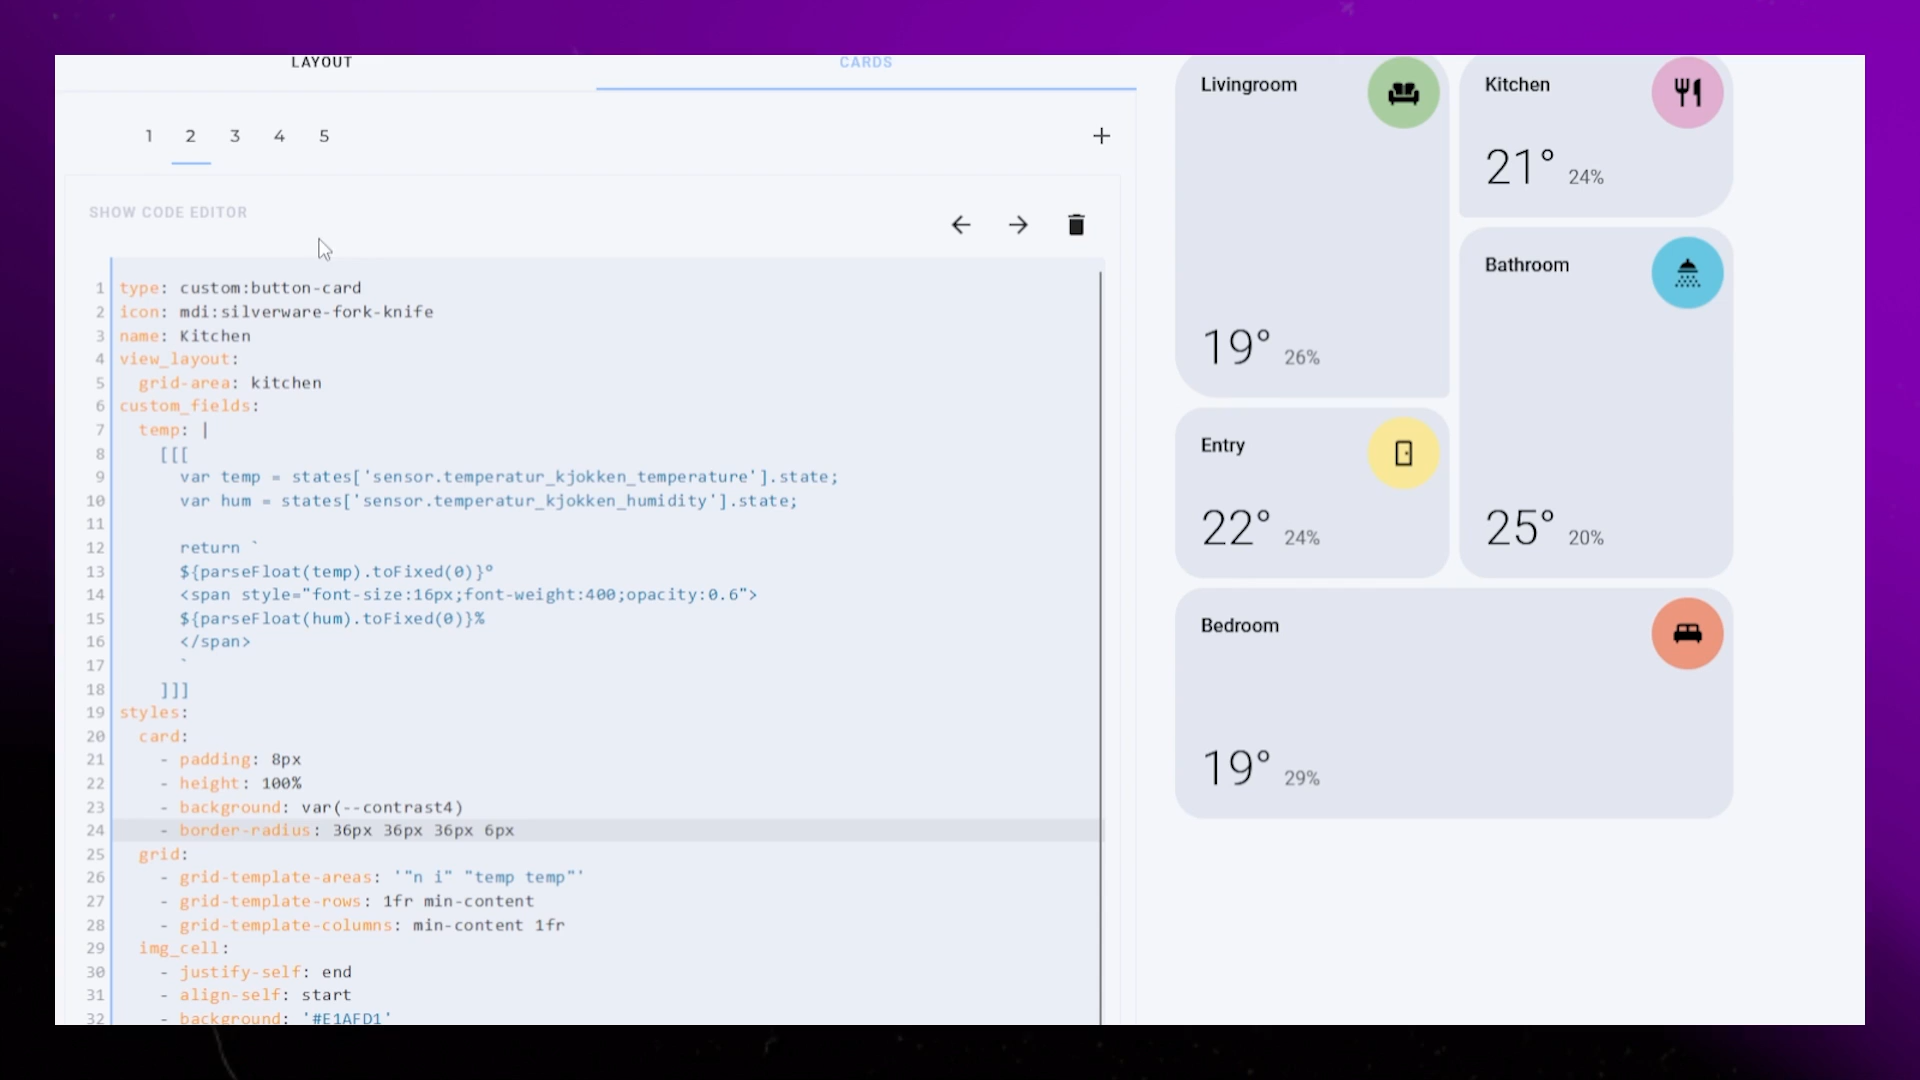 LAYOUT
CARDS
1 2 3 4 5 +
SHOW CODE EDITOR
1 type: custom:button-card
2 icon: mdi:silverware-fork-knife
3 name: Kitchen
4 view_layout:
5 grid-area: kitchen
6 custom_fields:
7 temp: |
8 [[[
9 var temp = states['sensor.temperatur_kjokken_temperature'].state;
10 var hum = states['sensor.temperatur_kjokken_humidity'].state;
11
12 return `
13 ${parseFloat(temp).toFixed(0)}°
14 <span style="font-size:16px;font-weight:400;opacity:0.6">
15 ${parseFloat(hum).toFixed(0)}%
16 </span>
17 `
18 ]]]
19 styles:
20 card:
21 - padding: 8px
22 - height: 100%
23 - background: var(--contrast4)
24 - border-radius: 36px 36px 36px 6px
25 grid:
26 - grid-template-areas: '"n i" "temp temp"'
27 - grid-template-rows: 1fr min-content
28 - grid-template-columns: min-content 1fr
29 img_cell:
30 - justify-self: end
31 - align-self: start
32 - background: '#E1AFD1'
Livingroom
19° 26%
Kitchen
21° 24%
Bathroom
25° 20%
Entry
22° 24%
Bedroom
19° 29%